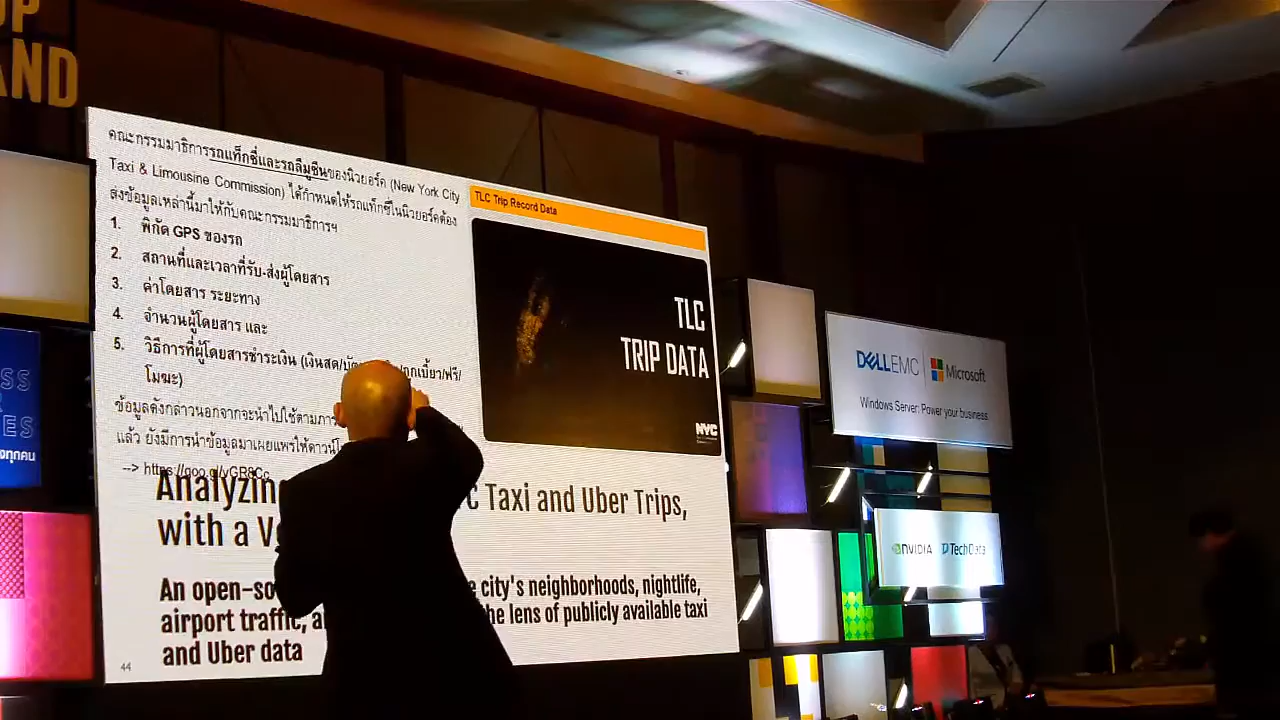 UP
AND
คณะกรรมมาธิการรถแท็กซี่และรถลีมูซีนของนิวยอร์ค (New York City
Taxi & Limousine Commission) ได้กำหนดให้รถแท็กซี่ในนิวยอร์คต้อง
ส่งข้อมูลเหล่านี้มาให้กับคณะกรรมมาธิการฯ
1. พิกัด GPS ของรถ
2. สถานที่และเวลาที่รับ-ส่งผู้โดยสาร
3. ค่าโดยสาร ระยะทาง
4. จำนวนผู้โดยสาร และ
5. วิธีการที่ผู้โดยสารชำระเงิน (เงินสด/ /ฟรี/
โมฆะ)
ข้อมูลดังกล่าวนอกจากจะนำไปใช้ตาม
แล้ว ยังมีการนำข้อมูลมาเผยแพร่ให้
--> https://goo.gl/yGR8Cc
TLC Trip Record Data
TLC
TRIP DATA
NYC
Taxi and Uber Trips,
with a
An open-so city's neighborhoods, nightlife,
airport traffic, the lens of publicly available taxi
and Uber data
44
SS
ES
ทุกคน
DELLEMC Microsoft
Windows Server: Power your business
NVIDIA TechData